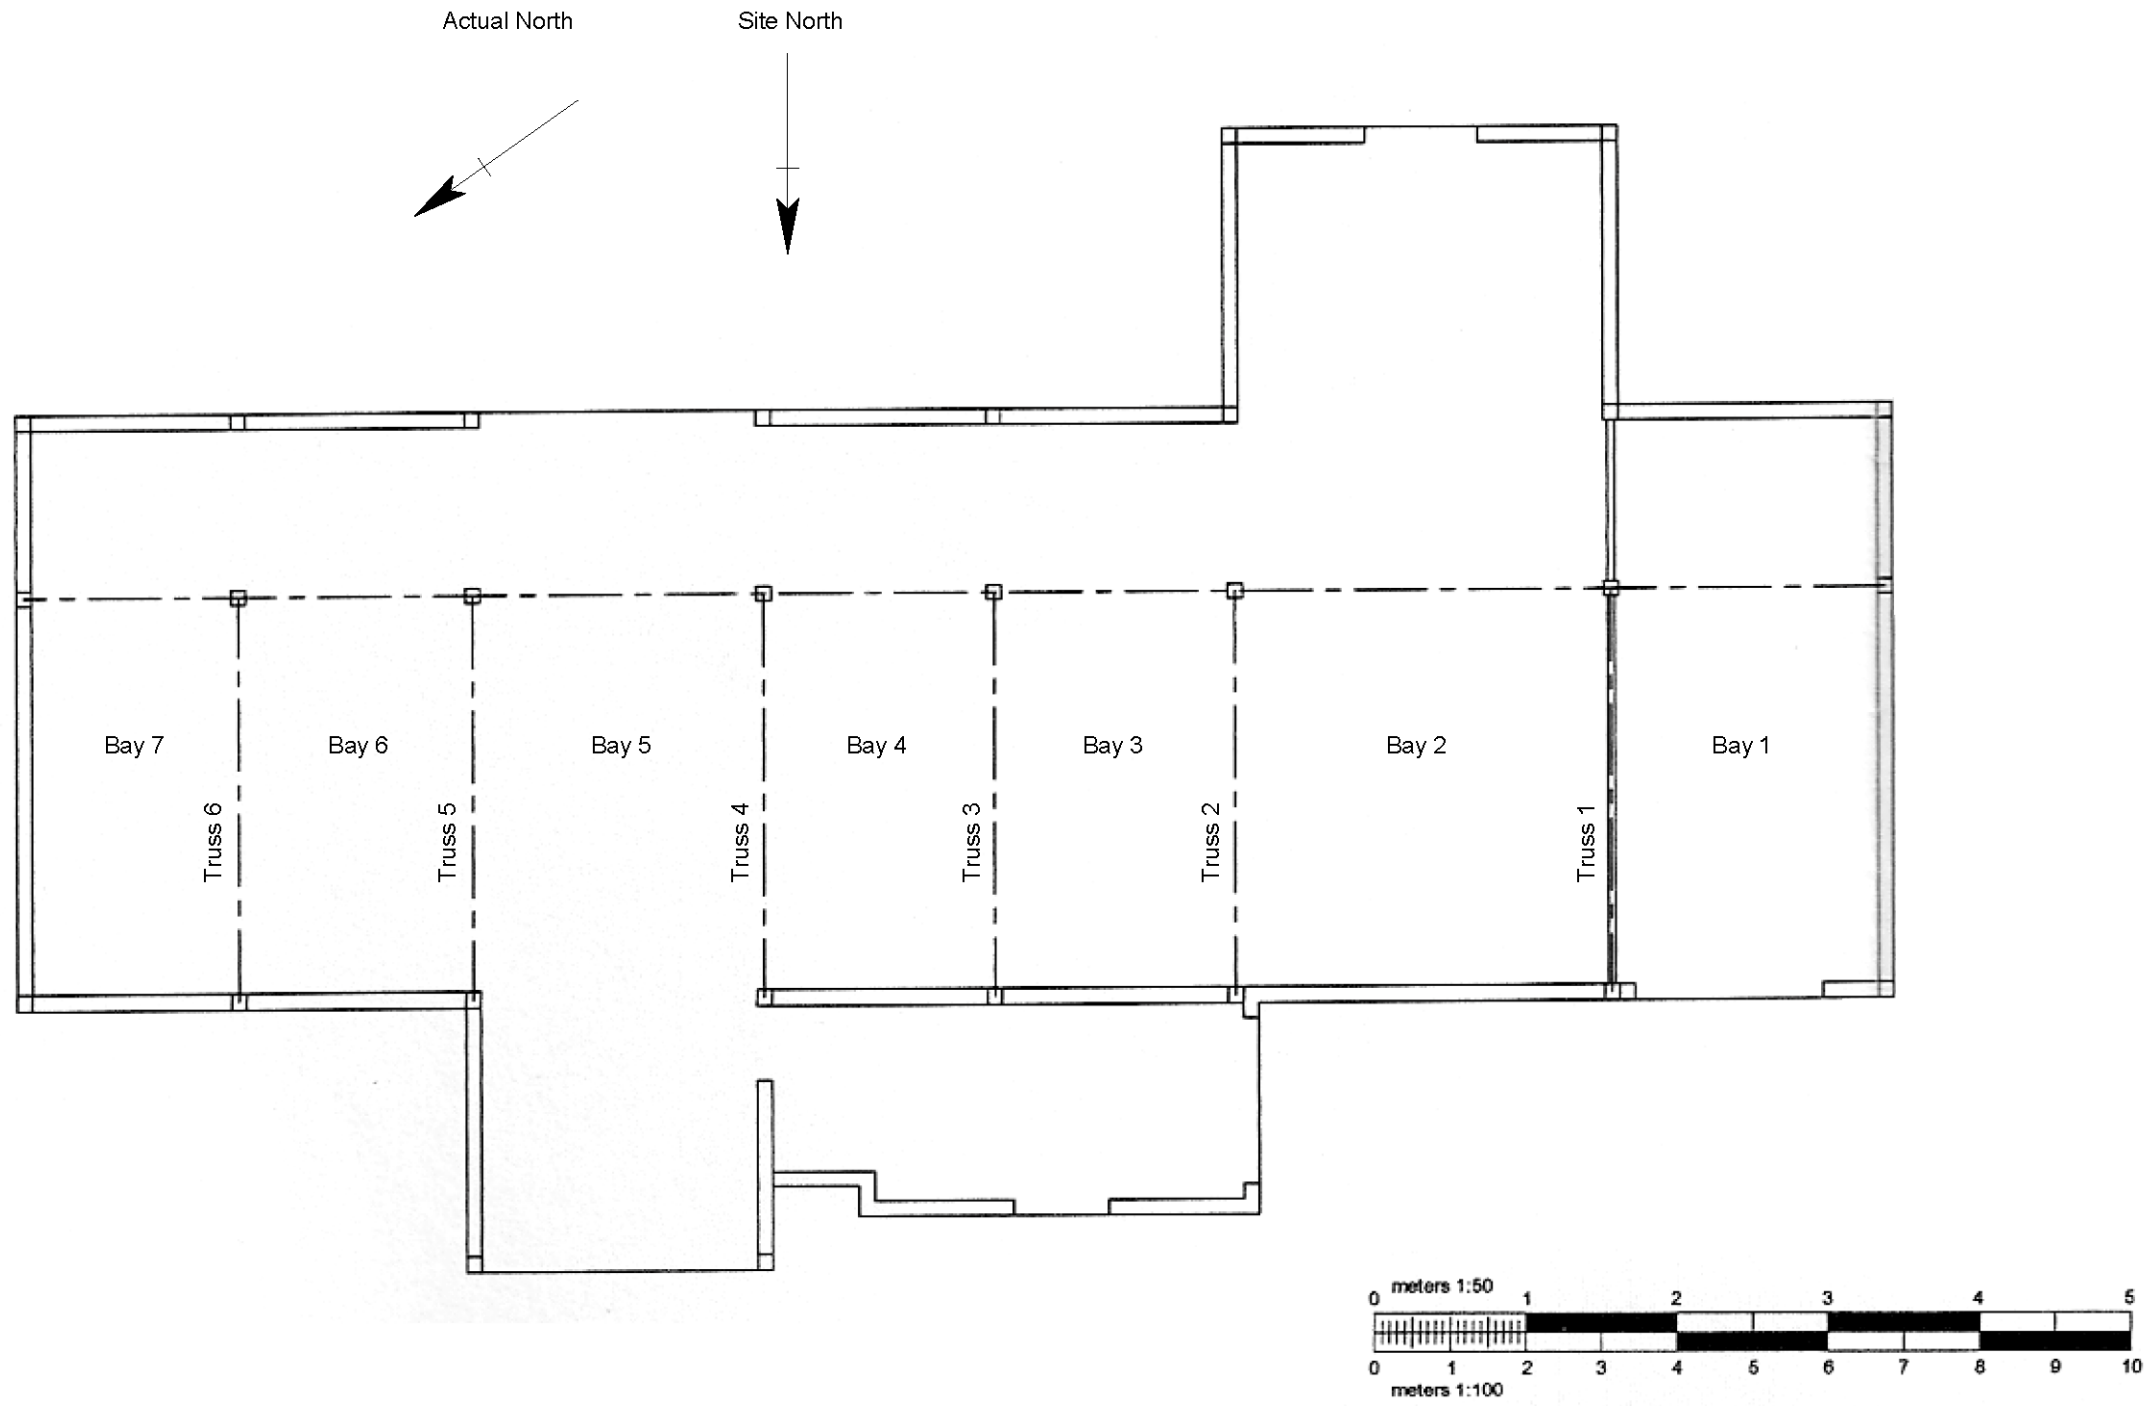 Actual North
Site North
Bay 7
Bay 6
Bay 5
Bay 4
Bay 3
Bay 2
Bay 1
Truss 6
Truss 5
Truss 4
Truss 3
Truss 2
Truss 1
meters 1:50
0 1 2 3 4 5
0 1 2 3 4 5 6 7 8 9 10
meters 1:100